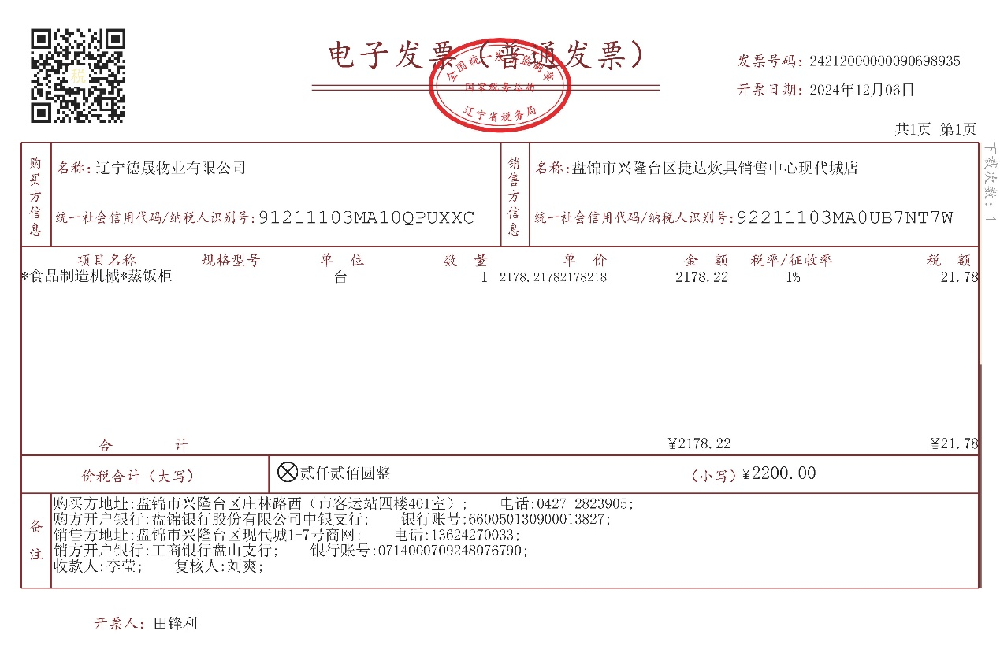 税
电子发票（普通发票）
全国统一发票监制章
国家税务总局
辽宁省税务局
发票号码：24212000000090698935
开票日期：2024年12月06日
共1页 第1页
下载次数：1
购买方信息
名称：辽宁德晟物业有限公司
统一社会信用代码/纳税人识别号：91211103MA10QPUXXC
销售方信息
名称：盘锦市兴隆台区捷达炊具销售中心现代城店
统一社会信用代码/纳税人识别号：92211103MA0UB7NT7W
项目名称 规格型号 单位 数量 单价 金额 税率/征收率 税额
*食品制造机械*蒸饭柜 台 1 2178.21782178218 2178.22 1% 21.78
合计 ¥2178.22 ¥21.78
价税合计（大写） 贰仟贰佰圆整 （小写）¥2200.00
备注
购买方地址：盘锦市兴隆台区庄林路西（市客运站四楼401室）； 电话：0427-2823905；
购方开户银行：盘锦银行股份有限公司中银支行； 银行账号：660050130900013827；
销售方地址：盘锦市兴隆台区现代城1-7号商网； 电话：13624270033；
销方开户银行：工商银行盘山支行； 银行账号：0714000709248076790；
收款人：李莹； 复核人：刘爽；
开票人：田锋利